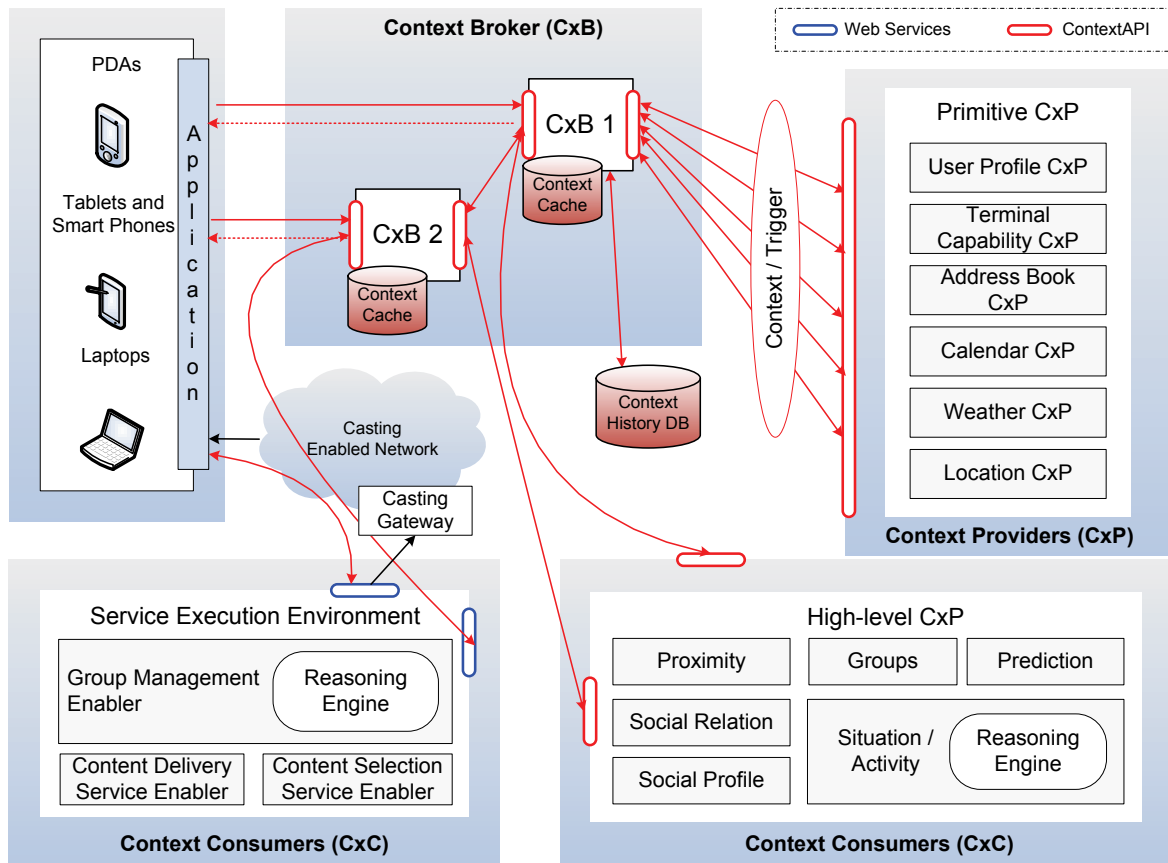 Context Broker (CxB)
Web Services
ContextAPI
PDAs
Tablets and
Smart Phones
Laptops
Application
CxB 1
Context
Cache
CxB 2
Context
Cache
Context
History DB
Context / Trigger
Primitive CxP
User Profile CxP
Terminal
Capability CxP
Address Book
CxP
Calendar CxP
Weather CxP
Location CxP
Context Providers (CxP)
Casting
Enabled Network
Casting
Gateway
Service Execution Environment
Group Management
Enabler
Reasoning
Engine
Content Delivery
Service Enabler
Content Selection
Service Enabler
Context Consumers (CxC)
High-level CxP
Proximity
Groups
Prediction
Social Relation
Social Profile
Situation /
Activity
Reasoning
Engine
Context Consumers (CxC)